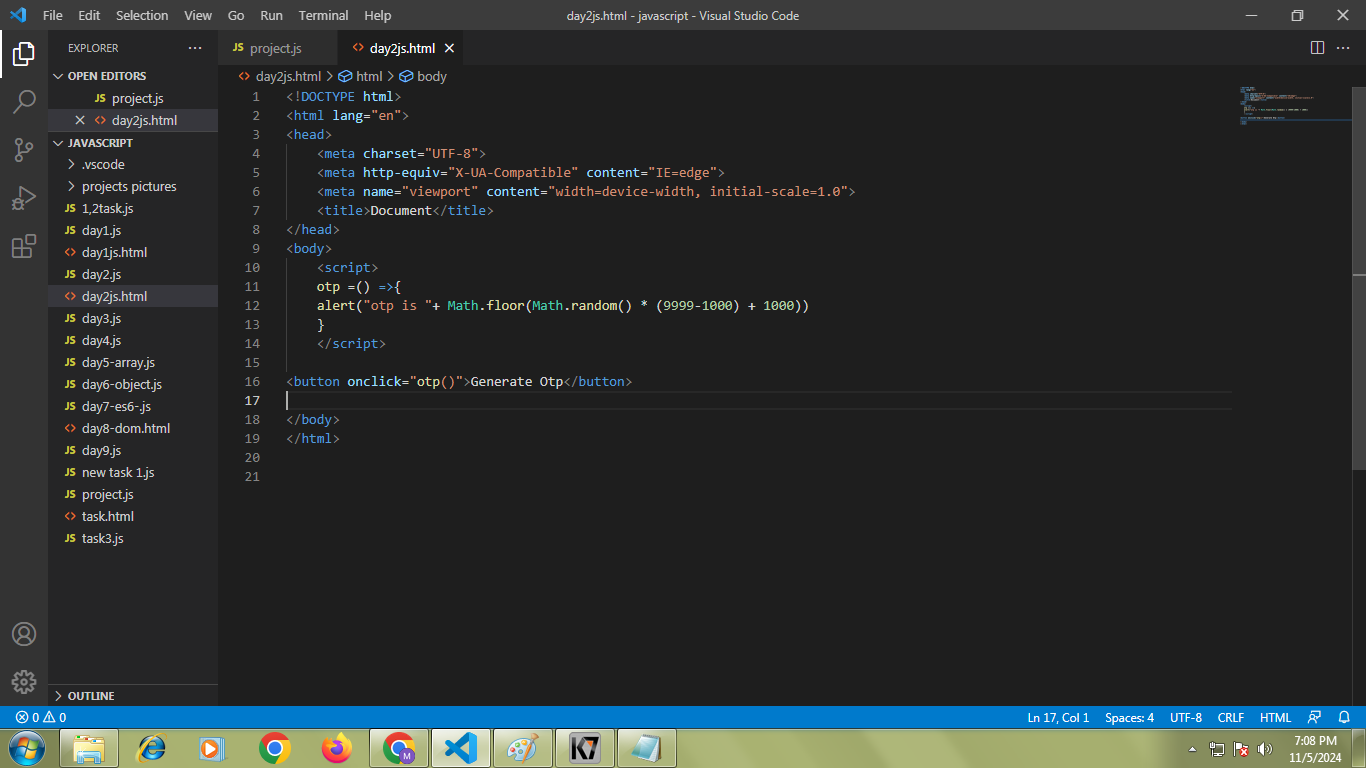 File Edit Selection View Go Run Terminal Help day2js.html - javascript - Visual Studio Code
EXPLORER
OPEN EDITORS
JS project.js
day2js.html
JAVASCRIPT
.vscode
projects pictures
JS 1,2task.js
JS day1.js
day1js.html
JS day2.js
day2js.html
JS day3.js
JS day4.js
JS day5-array.js
JS day6-object.js
JS day7-es6-.js
day8-dom.html
JS day9.js
JS new task 1.js
JS project.js
task.html
JS task3.js
OUTLINE
JS project.js <> day2js.html
<> day2js.html > html > body
1 <!DOCTYPE html>
2 <html lang="en">
3 <head>
4 <meta charset="UTF-8">
5 <meta http-equiv="X-UA-Compatible" content="IE=edge">
6 <meta name="viewport" content="width=device-width, initial-scale=1.0">
7 <title>Document</title>
8 </head>
9 <body>
10 <script>
11 otp =() =>{
12 alert("otp is "+ Math.floor(Math.random() * (9999-1000) + 1000))
13 }
14 </script>
15
16 <button onclick="otp()">Generate Otp</button>
17
18 </body>
19 </html>
20
21
0 0 Ln 17, Col 1 Spaces: 4 UTF-8 CRLF HTML
M K7 7:08 PM
11/5/2024